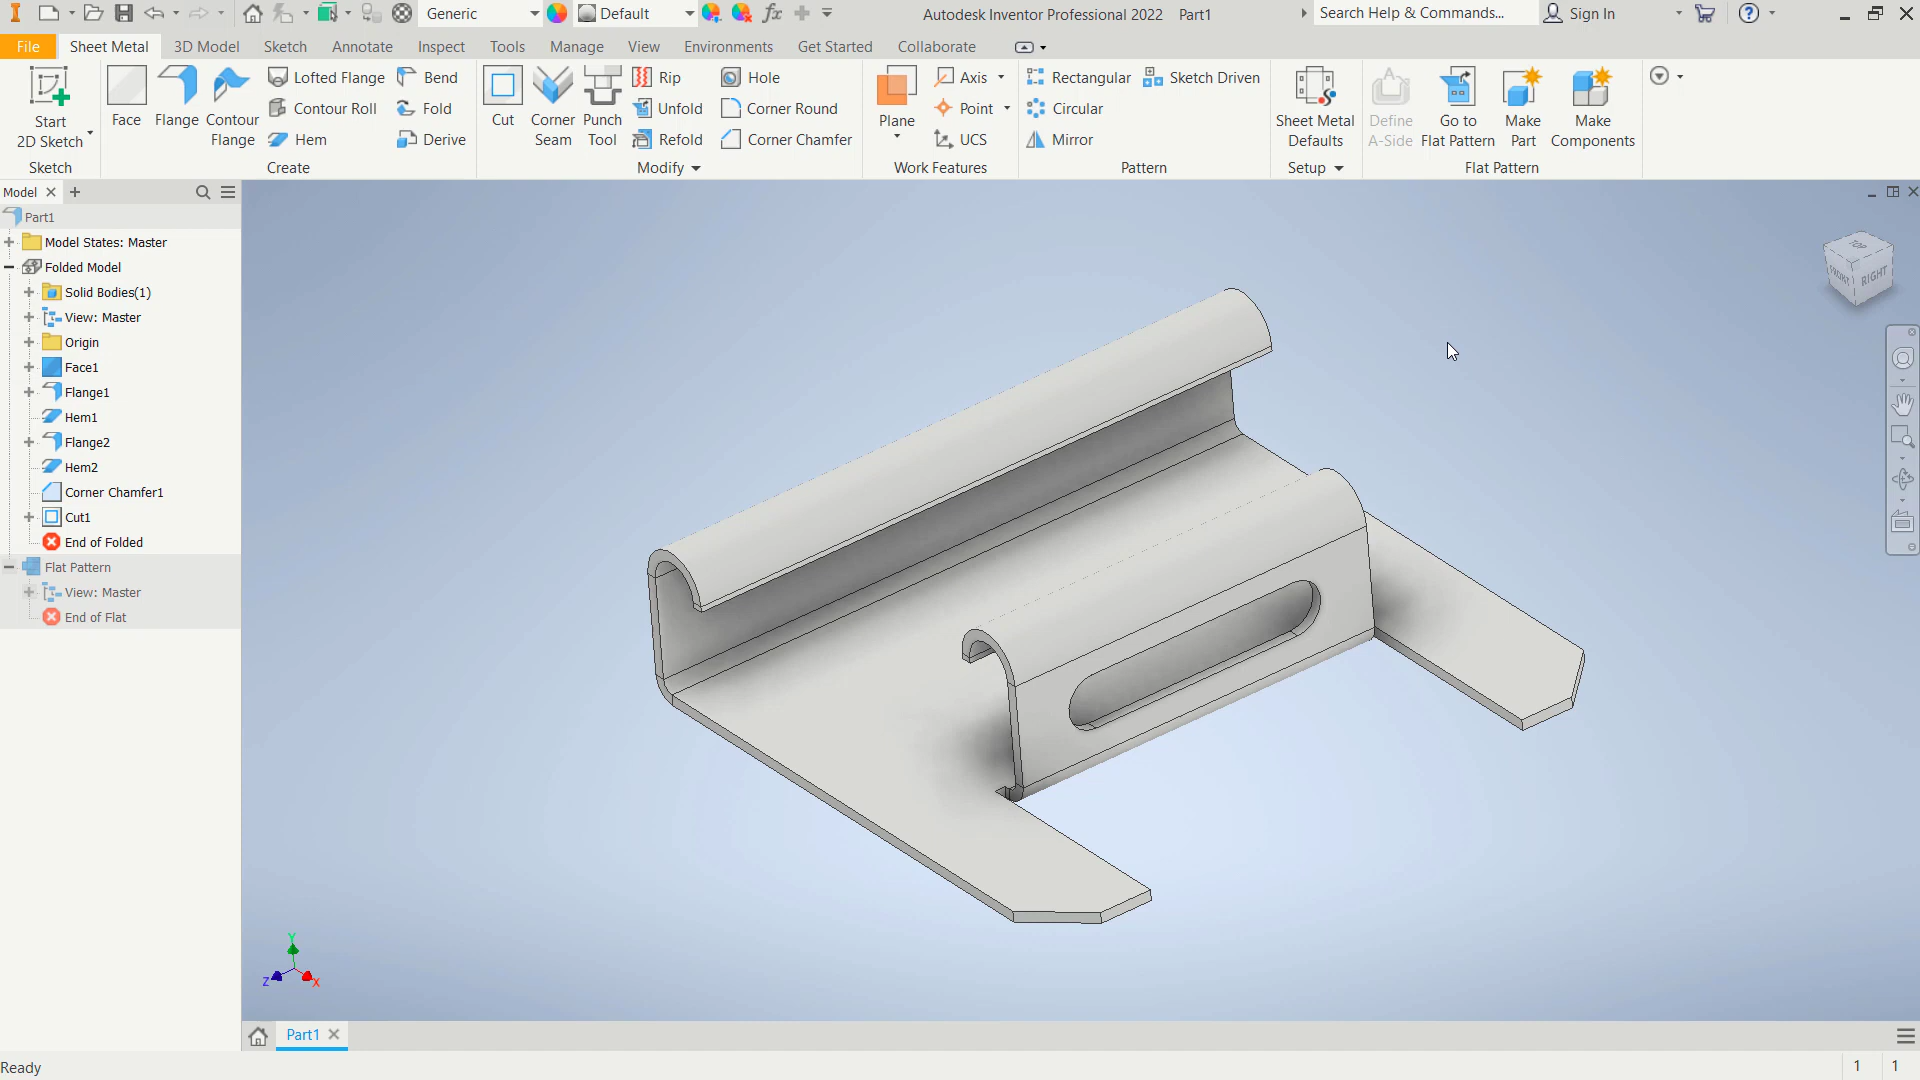 Generic
Default
Autodesk Inventor Professional 2022 Part1
Search Help & Commands...
Sign In
File
Sheet Metal
3D Model
Sketch
Annotate
Inspect
Tools
Manage
View
Environments
Get Started
Collaborate
Start
2D Sketch
Face
Flange
Contour
Flange
Lofted Flange
Contour Roll
Hem
Bend
Fold
Derive
Cut
Corner
Seam
Punch
Tool
Rip
Unfold
Refold
Hole
Corner Round
Corner Chamfer
Plane
Axis
Point
UCS
Rectangular
Sketch Driven
Circular
Mirror
Sheet Metal
Defaults
Define
A-Side
Go to
Flat Pattern
Make
Part
Make
Components
Sketch
Create
Modify
Work Features
Pattern
Setup
Flat Pattern
Model
Part1
Model States: Master
Folded Model
Solid Bodies(1)
View: Master
Origin
Face1
Flange1
Hem1
Flange2
Hem2
Corner Chamfer1
Cut1
End of Folded
Flat Pattern
View: Master
End of Flat
TOP
FRONT
RIGHT
Y
Z
X
Part1
Ready
1
1